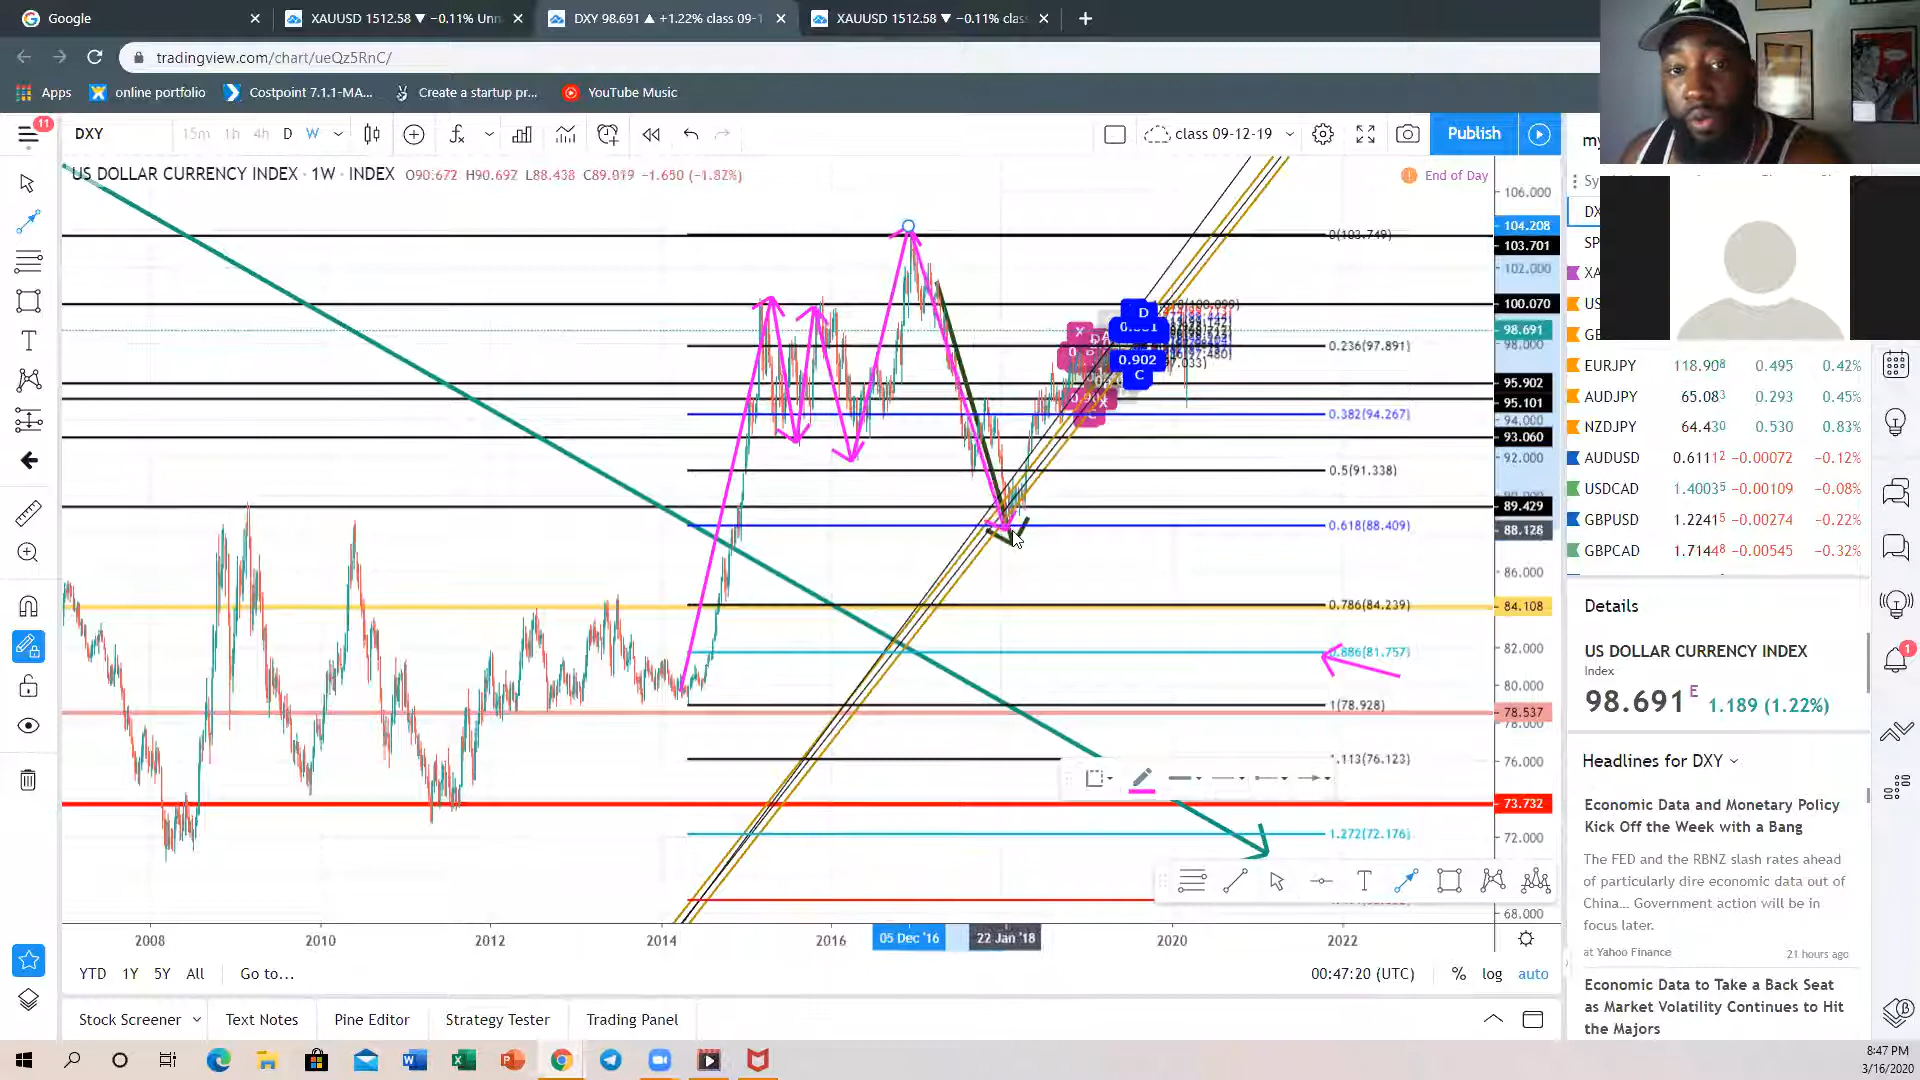 Google
XAUUSD 1512.58 ▼ −0.11% Unn
DXY 98.691 ▲ +1.22% class 09-1
XAUUSD 1512.58 ▼ −0.11% clas
tradingview.com/chart/ueQz5RnC/
Apps
online portfolio
Costpoint 7.1.1-MA...
Create a startup pr...
YouTube Music
11
DXY
15m 1h 4h D W
class 09-12-19
Publish
my
US DOLLAR CURRENCY INDEX · 1W · INDEX O90.672 H90.692 L88.438 C89.019 −1.650 (−1.82%)
End of Day
Sy
DX
SP
XA
US
GE
EURJPY 118.908 0.495 0.42%
AUDJPY 65.083 0.293 0.45%
NZDJPY 64.430 0.530 0.83%
AUDUSD 0.61112 −0.00072 −0.12%
USDCAD 1.40035 −0.00109 −0.08%
GBPUSD 1.22415 −0.00274 −0.22%
GBPCAD 1.71448 −0.00545 −0.32%
106.000
104.208
103.701
102.000
100.070
98.691
98.000
95.902
95.101
94.000
93.060
92.000
89.429
88.128
86.000
84.108
82.000
80.000
78.537
78.000
76.000
73.732
72.000
68.000
0(103.749)
0.236(97.891)
0.382(94.267)
0.5(91.338)
0.618(88.409)
0.786(84.239)
0.886(81.757)
1(78.928)
1.113(76.123)
1.272(72.176)
X
D
0.902
C
X
2008
2010
2012
2014
2016
05 Dec '16
22 Jan '18
2020
2022
YTD 1Y 5Y All Go to...
00:47:20 (UTC) % log auto
Stock Screener
Text Notes
Pine Editor
Strategy Tester
Trading Panel
Details
US DOLLAR CURRENCY INDEX
Index
98.691 E 1.189 (1.22%)
Headlines for DXY
Economic Data and Monetary Policy
Kick Off the Week with a Bang
The FED and the RBNZ slash rates ahead
of particularly dire economic data out of
China... Government action will be in
focus later.
at Yahoo Finance 21 hours ago
Economic Data to Take a Back Seat
as Market Volatility Continues to Hit
the Majors
1
8:47 PM
3/16/2020